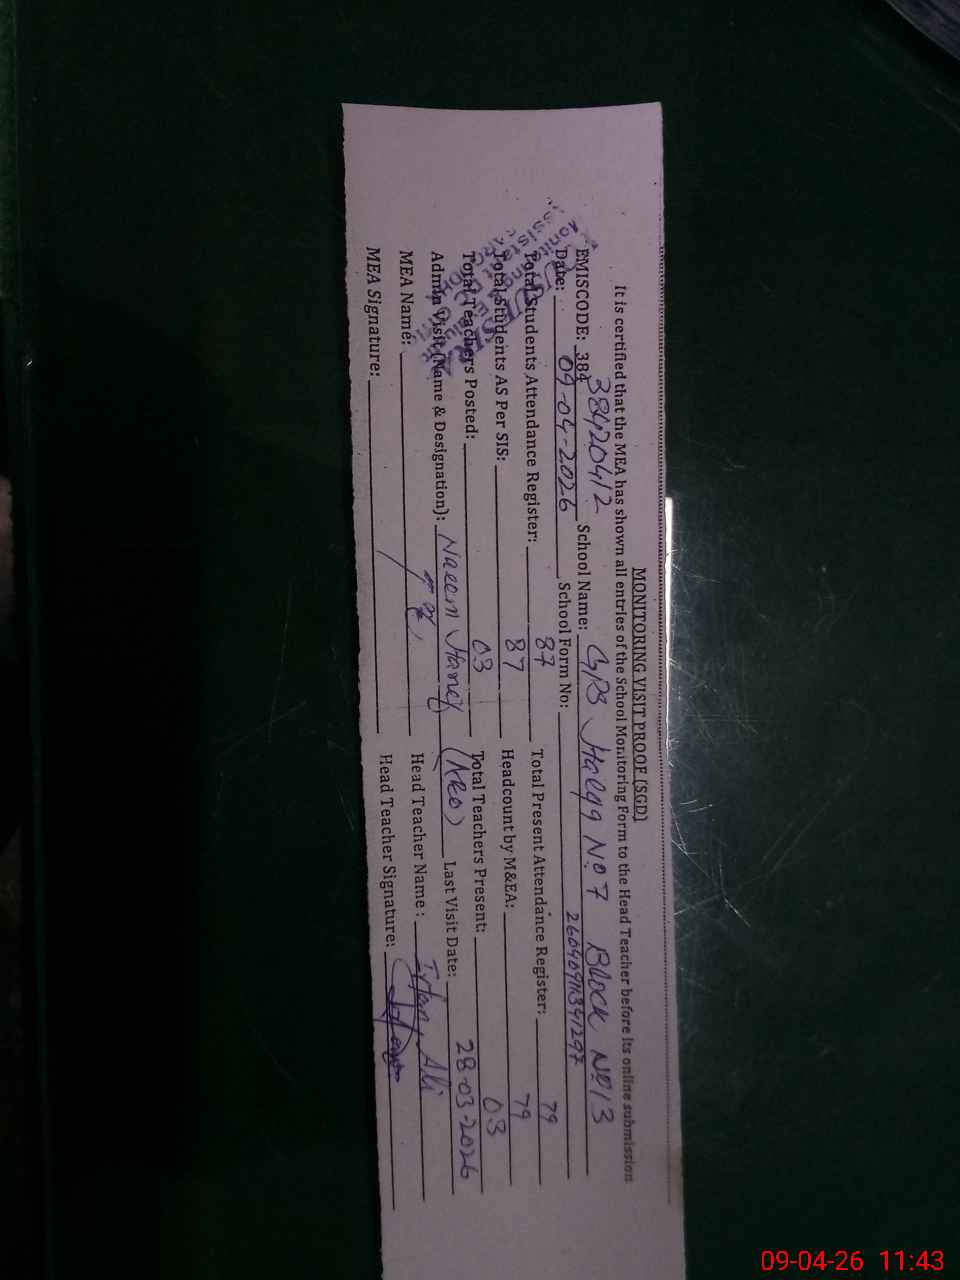 MONITORING VISIT PROOF (SGD)
It is certified that the MEA has shown all entries of the School Monitoring Form to the Head Teacher before its online submission
EMISCODE: 384 38420412 School Name: GPS Halqa No 7 Block No 13
Date: 09-04-2026 School Form No:
Total Students Attendance Register: 87 Total Present Attendance Register: 79
Total Students AS Per SIS: 87 Headcount by M&EA: 79
Total Teachers Posted: 03 Total Teachers Present: 03
Admin Visit (Name & Designation): Naeem (AEO) Last Visit Date: 28-03-2026
MEA Name: Head Teacher Name: Ali
MEA Signature: Head Teacher Signature:
09-04-26 11:43